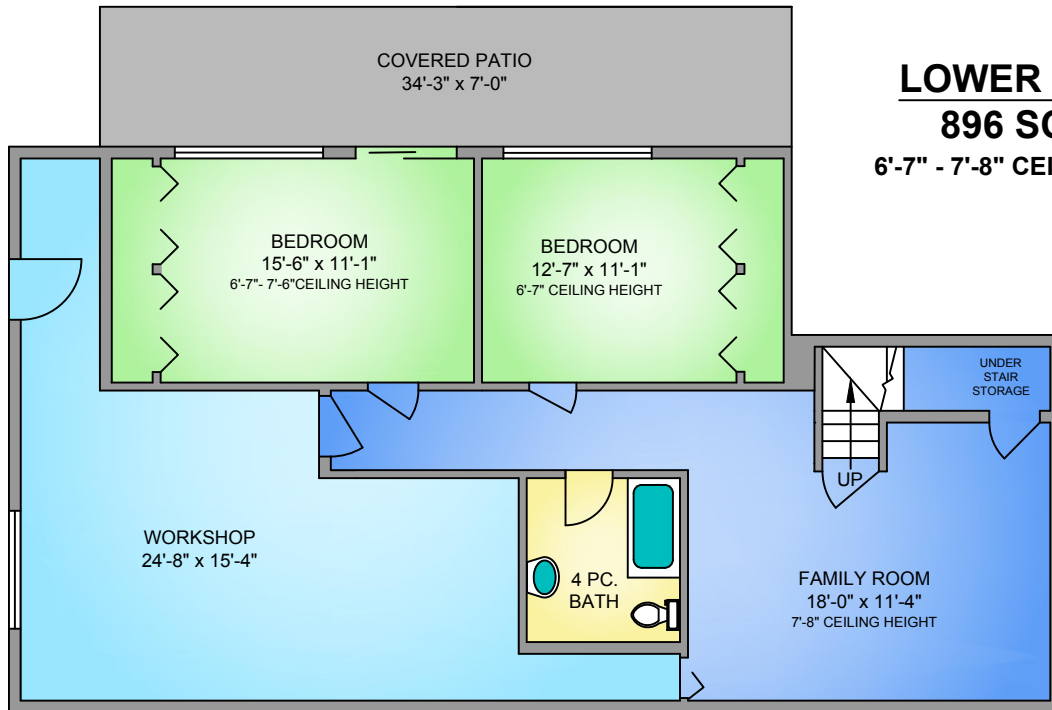 COVERED PATIO
34'-3" x 7'-0"
LOWER
896
6'-7" - 7'-8"
BEDROOM
15'-6" x 11'-1"
6'-7"- 7'-6"CEILING HEIGHT
BEDROOM
12'-7" x 11'-1"
6'-7" CEILING HEIGHT
UNDER
STAIR
STORAGE
UP
WORKSHOP
24'-8" x 15'-4"
4 PC.
BATH
FAMILY ROOM
18'-0" x 11'-4"
7'-8" CEILING HEIGHT